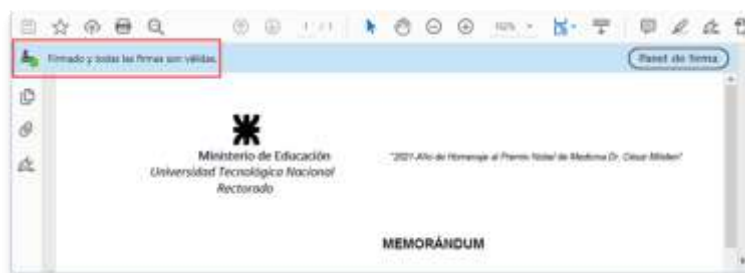 Firmado y todas las firmas son válidas.
Panel de firma
Ministerio de Educación
Universidad Tecnológica Nacional
Rectorado
"2021-Año de Homenaje al Premio Nobel de Medicina Dr. César Milstein"
MEMORÁNDUM